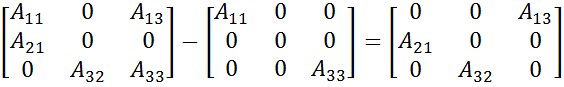 [A₁₁ 0 A₁₃] − [A₁₁ 0 0] = [0 0 A₁₃]
[A₂₁ 0 0] − [0 0 0] = [A₂₁ 0 0]
[0 A₃₂ A₃₃] − [0 0 A₃₃] = [0 A₃₂ 0]